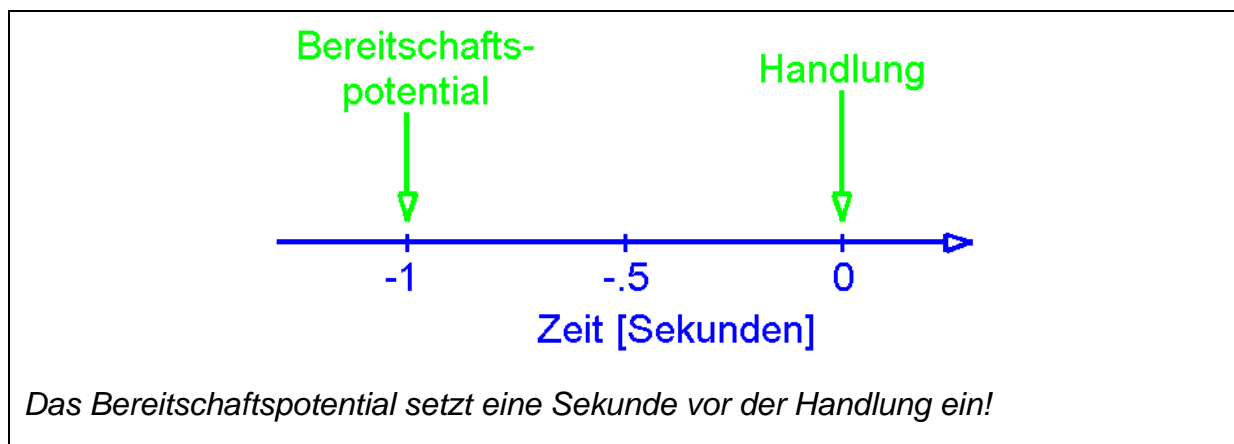 Bereitschafts-
potential
Handlung
-1
-.5
0
Zeit [Sekunden]
Das Bereitschaftspotential setzt eine Sekunde vor der Handlung ein!